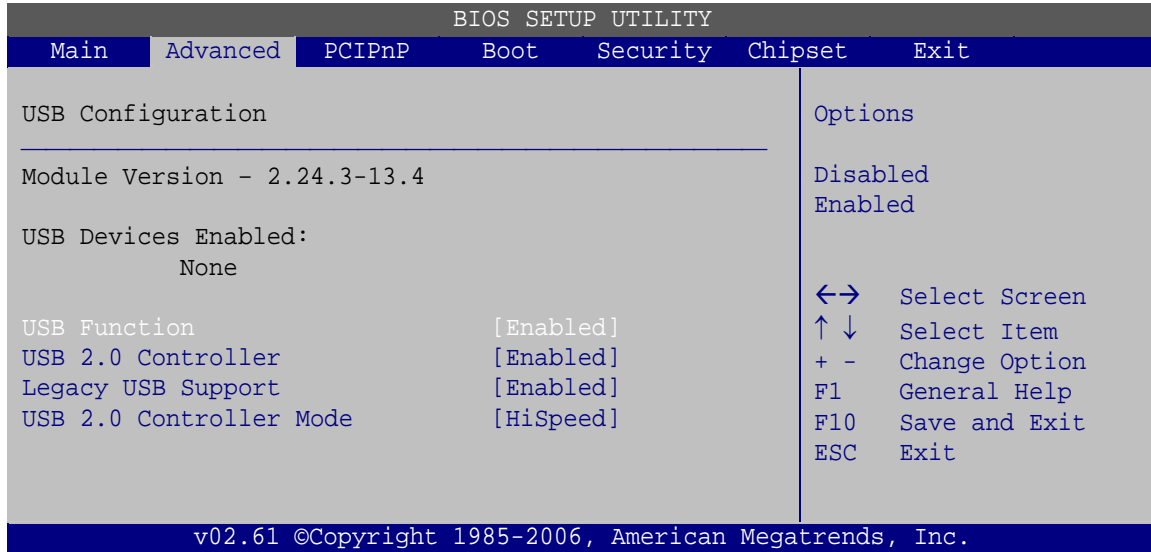 BIOS SETUP UTILITY
Main Advanced PCIPnP Boot Security Chipset Exit
USB Configuration
Module Version – 2.24.3-13.4
USB Devices Enabled:
None
USB Function [Enabled]
USB 2.0 Controller [Enabled]
Legacy USB Support [Enabled]
USB 2.0 Controller Mode [HiSpeed]
Options
Disabled
Enabled
←→ Select Screen
↑ ↓ Select Item
+ - Change Option
F1 General Help
F10 Save and Exit
ESC Exit
v02.61 ©Copyright 1985-2006, American Megatrends, Inc.